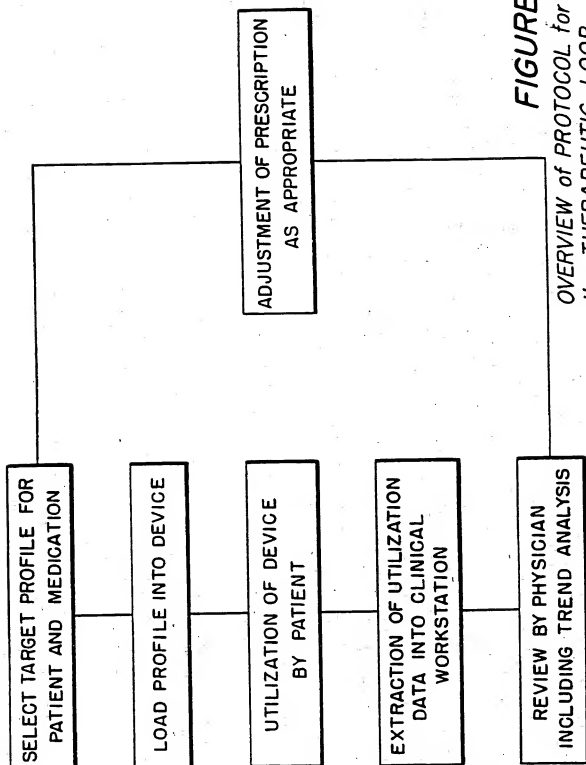 SELECT TARGET PROFILE FOR
PATIENT AND MEDICATION
LOAD PROFILE INTO DEVICE
UTILIZATION OF DEVICE
BY PATIENT
EXTRACTION OF UTILIZATION
DATA INTO CLINICAL
WORKSTATION
REVIEW BY PHYSICIAN
INCLUDING TREND ANALYSIS
ADJUSTMENT OF PRESCRIPTION
AS APPROPRIATE
FIGURE
OVERVIEW of PROTOCOL for
THERAPEUTIC LOOP